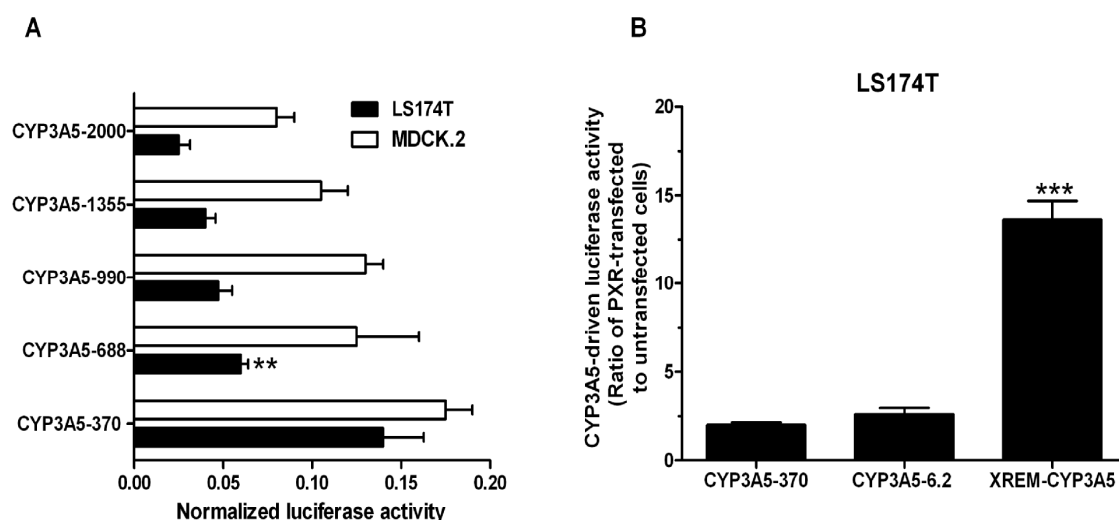 A
LS174T
MDCK.2
CYP3A5-2000
CYP3A5-1355
CYP3A5-990
CYP3A5-688
**
CYP3A5-370
0.00
0.05
0.10
0.15
0.20
Normalized luciferase activity
B
LS174T
CYP3A5-driven luciferase activity
(Ratio of PXR-transfected
to untransfected cells)
20
15
10
5
0
***
CYP3A5-370
CYP3A5-6.2
XREM-CYP3A5